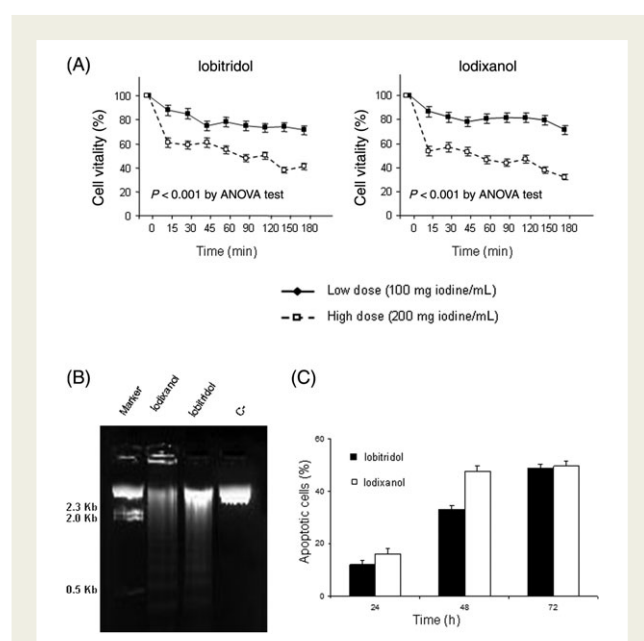 (A)
Iobitridol
Iodixanol
Cell vitality (%)
100
80
60
40
20
0
P < 0.001 by ANOVA test
0 15 30 45 60 90 120 150 180
Time (min)
Cell vitality (%)
100
80
60
40
20
0
P < 0.001 by ANOVA test
0 15 30 45 60 90 120 150 180
Time (min)
Low dose (100 mg iodine/mL)
High dose (200 mg iodine/mL)
(B)
Marker
Iodixanol
Iobitridol
C-
2.3 Kb
2.0 Kb
0.5 Kb
(C)
Apoptotic cells (%)
60
40
20
0
Iobitridol
Iodixanol
24 48 72
Time (h)